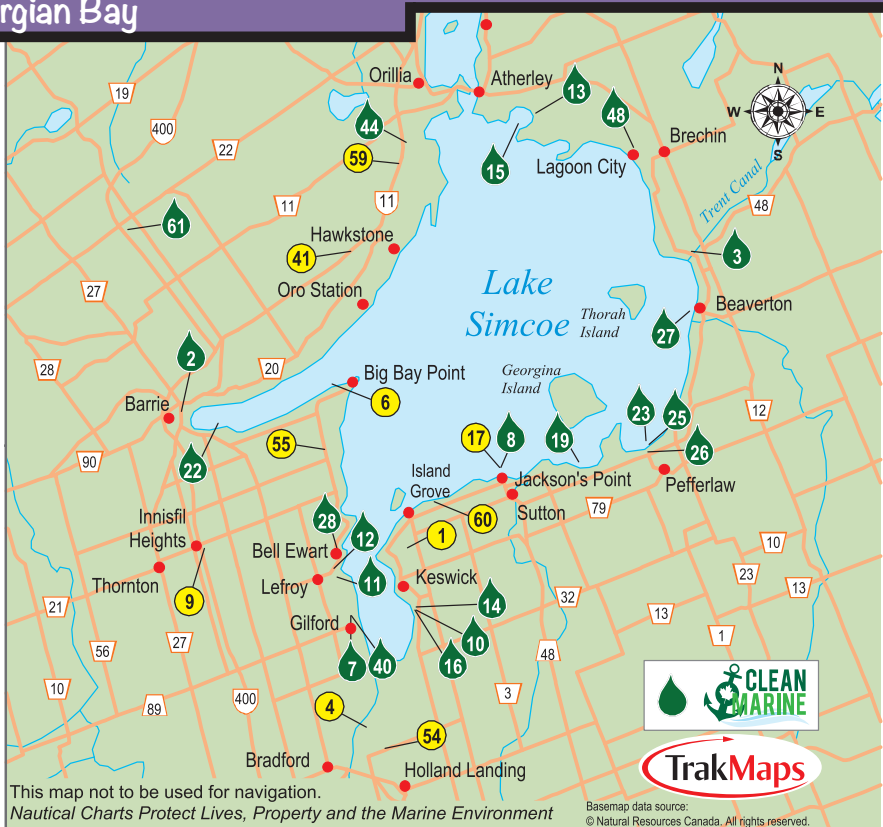 rgian Bay
Orillia
Atherley
19
13
400
44
48
22
59
Brechin
N
W
E
S
15
Lagoon City
Trent Canal
48
11
11
61
Hawkstone
41
3
27
Oro Station
Lake
Simcoe
Thorah
Island
Beaverton
27
2
28
20
Big Bay Point
Georgina
Island
Barrie
6
23
25
12
55
17
8
19
26
90
22
Island
Grove
Jackson's Point
Pefferlaw
Sutton
79
Innisfil
Heights
28
12
60
1
Bell Ewart
10
Thornton
Lefroy
11
Keswick
23
13
9
14
32
21
13
Gilford
10
1
56
27
7
40
16
48
10
89
400
3
4
54
CLEAN
MARINE
Bradford
Holland Landing
TrakMaps
This map not to be used for navigation.
Nautical Charts Protect Lives, Property and the Marine Environment
Basemap data source:
© Natural Resources Canada. All rights reserved.